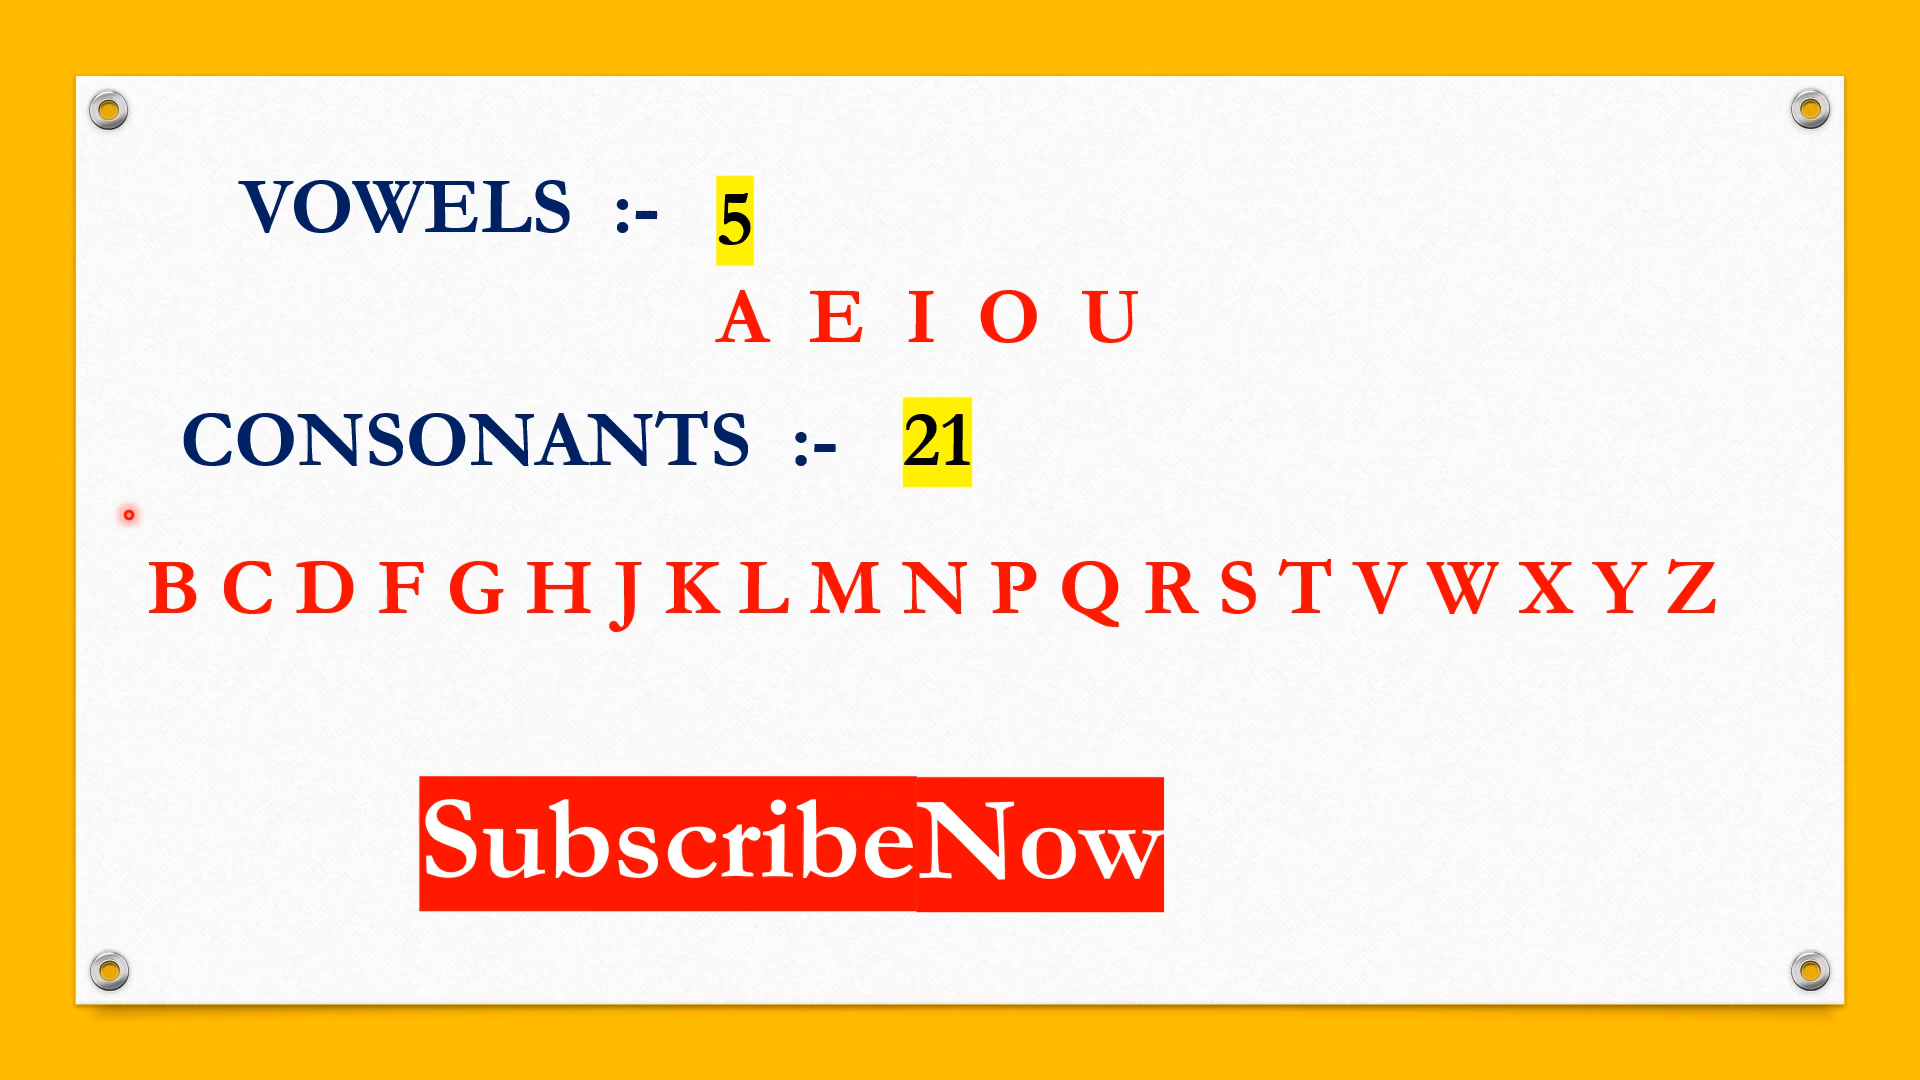 VOWELS :- 5
A E I O U
CONSONANTS :- 21
B C D F G H J K L M N P Q R S T V W X Y Z
SubscribeNow